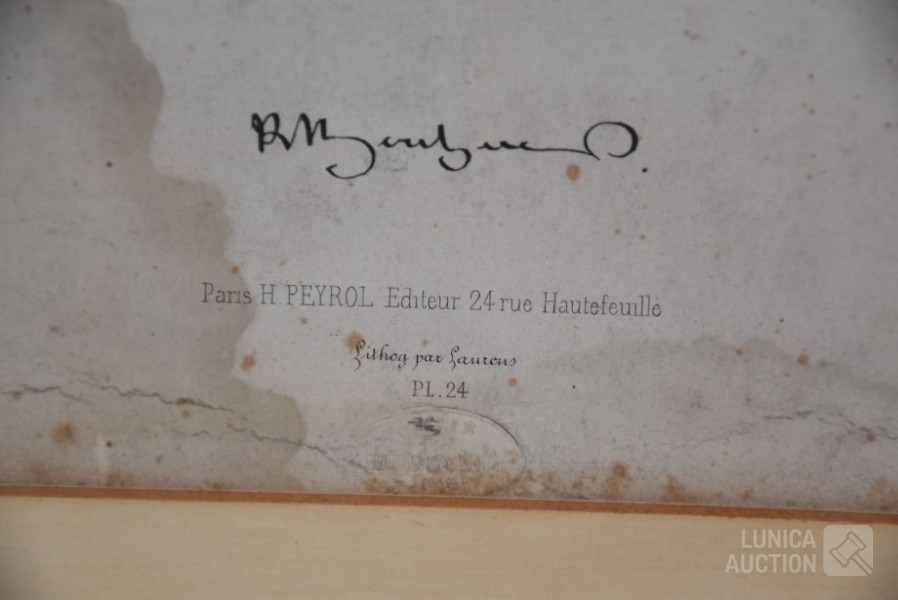 Paris H. PEYROL Editeur 24 rue Hautefeuille
Lithog par Laurens
PL.24
LUNICA
AUCTION